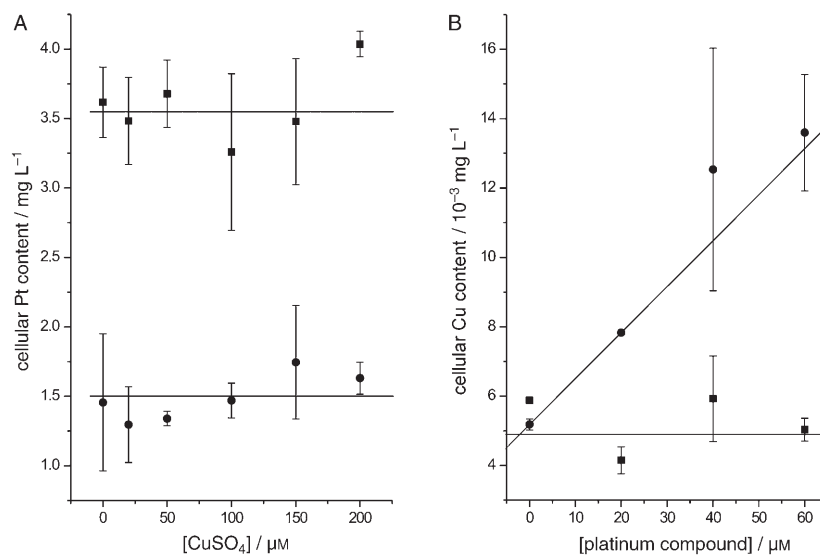 A
cellular Pt content / mg L⁻¹
4.0
3.5
3.0
2.5
2.0
1.5
1.0
0 50 100 150 200
[CuSO₄] / µM
B
cellular Cu content / 10⁻³ mg L⁻¹
16
14
12
10
8
6
4
0 10 20 30 40 50 60
[platinum compound] / µM